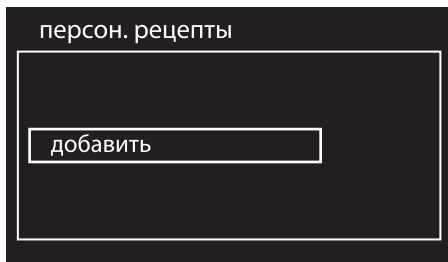 персон. рецепты
добавить